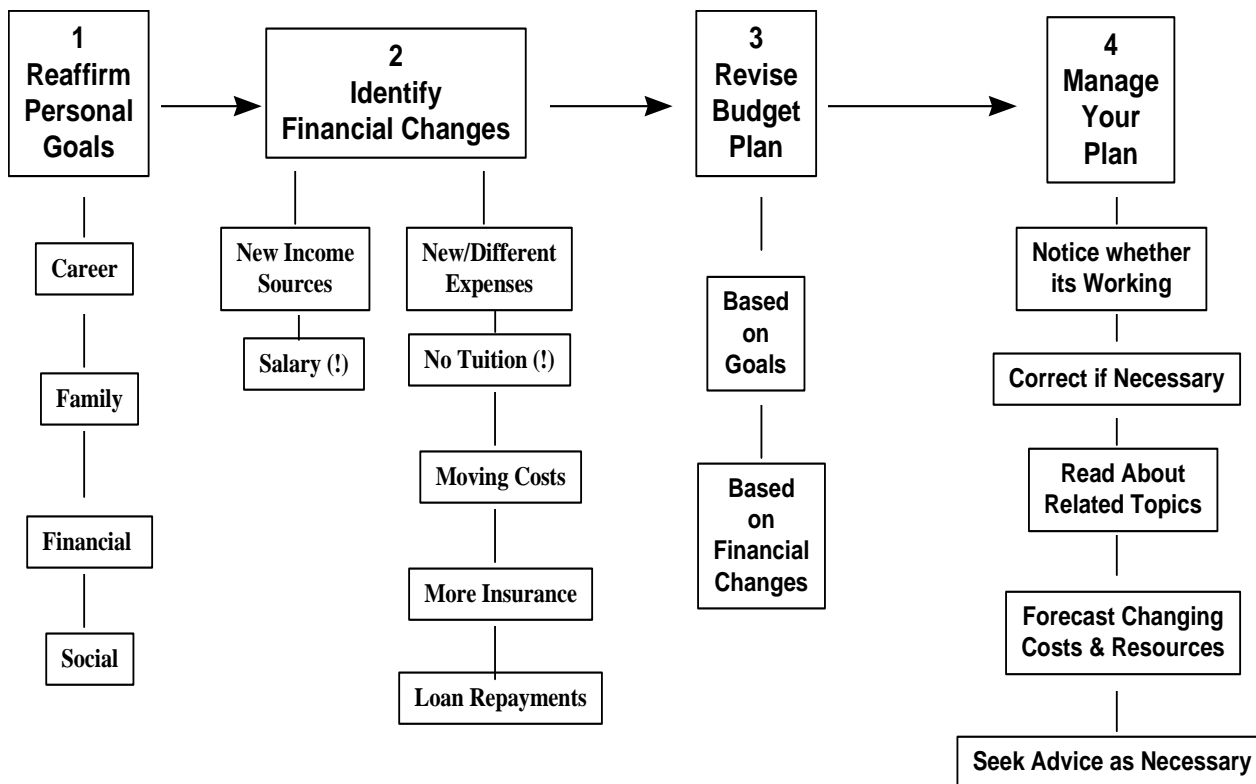 1
Reaffirm
Personal
Goals
Career
Family
Financial
Social
2
Identify
Financial Changes
New Income
Sources
Salary (!)
New/Different
Expenses
No Tuition (!)
Moving Costs
More Insurance
Loan Repayments
3
Revise
Budget
Plan
Based
on
Goals
Based
on
Financial
Changes
4
Manage
Your
Plan
Notice whether
its Working
Correct if Necessary
Read About
Related Topics
Forecast Changing
Costs & Resources
Seek Advice as Necessary